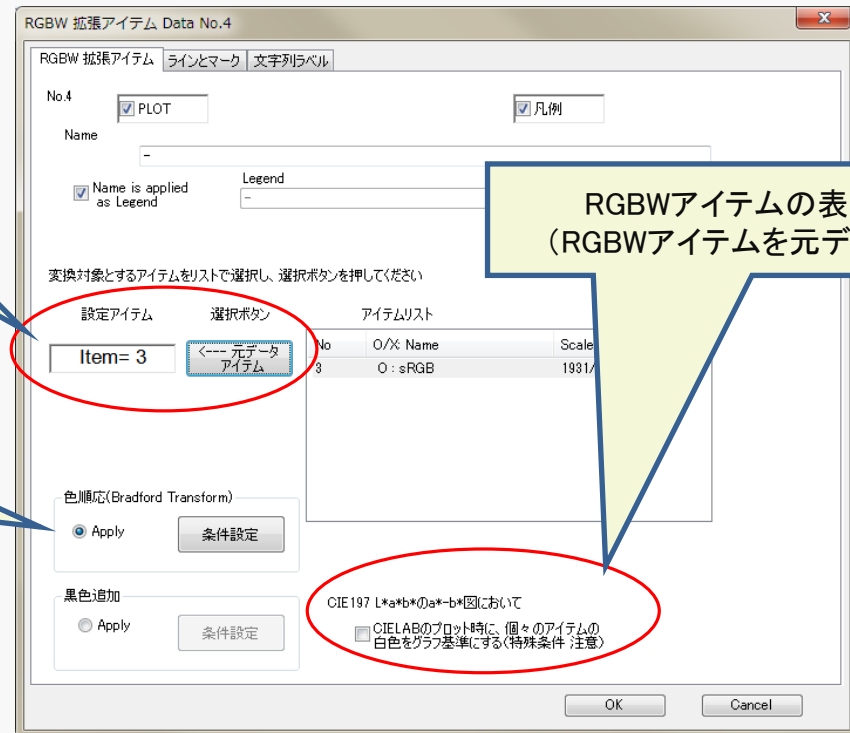 RGBW 拡張アイテム Data No.4
RGBW 拡張アイテム ラインとマーク 文字列ラベル
No.4
PLOT
凡例
Name
-
Name is applied
as Legend
Legend
-
RGBWアイテムの表
（RGBWアイテムを元デ
変換対象とするアイテムをリストで選択し、選択ボタンを押してください
設定アイテム 選択ボタン アイテムリスト
Item= 3
<--- 元データ
アイテム
No O/X: Name Scale
3 O : sRGB 1931/
色順応(Bradford Transform)
Apply 条件設定
黒色追加
Apply 条件設定
CIE197 L*a*b*のa*-b*図において
CIELABのプロット時に、個々のアイテムの
白色をグラフ基準にする(特殊条件 注意)
OK Cancel